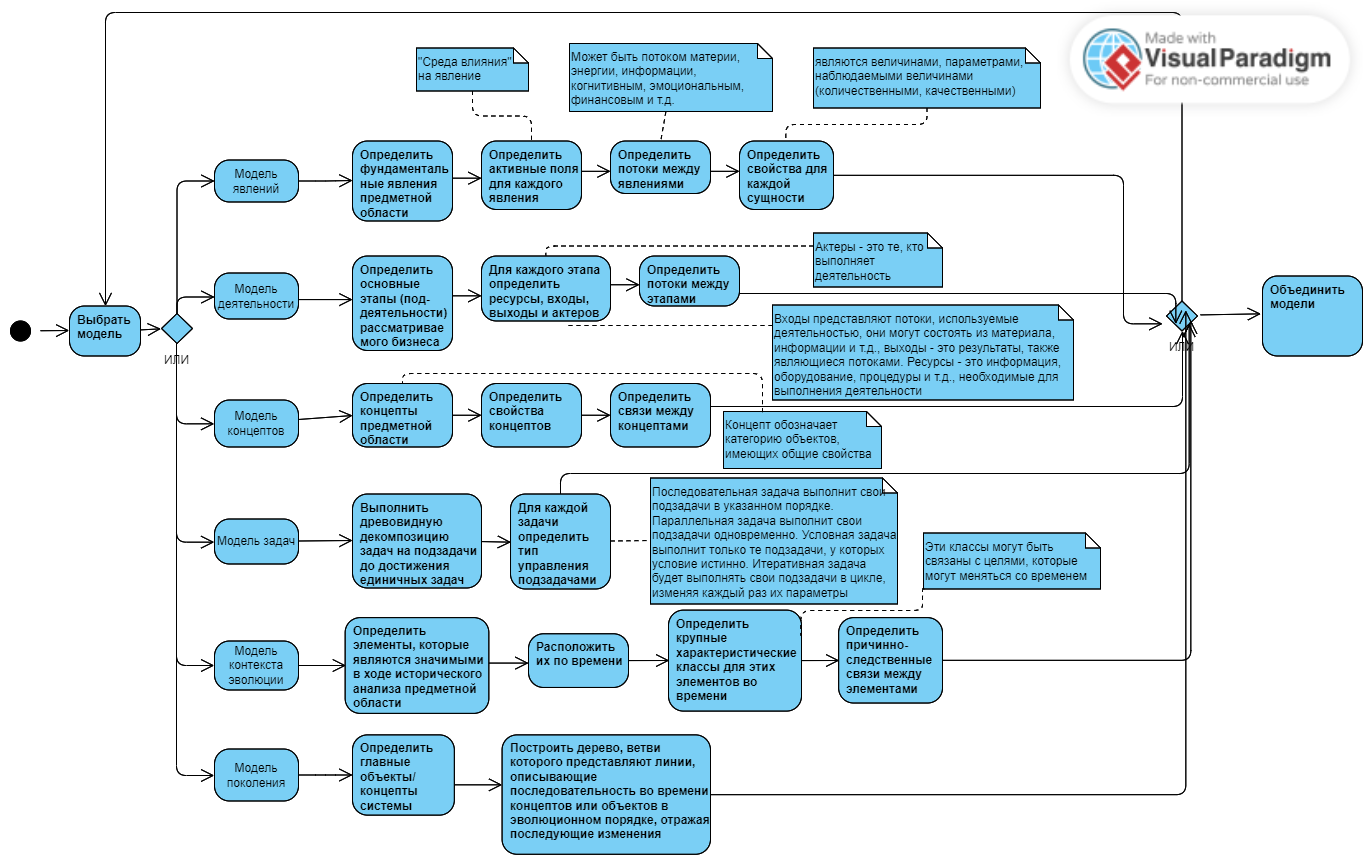 Made with
VisualParadigm
For non-commercial use
"Среда влияния"
на явление
Может быть потоком материи,
энергии, информации,
когнитивным, эмоциональным,
финансовым и т.д.
являются величинами, параметрами,
наблюдаемыми величинами
(количественными, качественными)
Модель
явлений
Определить
фундаменталь
ные явления
предметной
области
Определить
активные поля
для каждого
явления
Определить
потоки между
явлениями
Определить
свойства для
каждой
сущности
Актеры - это те, кто
выполняет
деятельность
Выбрать
модель
ИЛИ
Модель
деятельности
Определить
основные
этапы (под-
деятельности)
рассматривае
мого бизнеса
Для каждого этапа
определить
ресурсы, входы,
выходы и актеров
Определить
потоки между
этапами
ИЛИ
Объединить
модели
Входы представляют потоки, используемые
деятельностью, они могут состоять из материала,
информации и т.д., выходы - это результаты, также
являющиеся потоками. Ресурсы - это информация,
оборудование, процедуры и т.д., необходимые для
выполнения деятельности
Модель
концептов
Определить
концепты
предметной
области
Определить
свойства
концептов
Определить
связи между
концептами
Концепт обозначает
категорию объектов,
имеющих общие свойства
Модель задач
Выполнить
древовидную
декомпозицию
задач на подзадачи
до достижения
единичных задач
Для каждой
задачи
определить
тип
управления
подзадачами
Последовательная задача выполнит свои
подзадачи в указанном порядке.
Параллельная задача выполнит свои
подзадачи одновременно. Условная задача
выполнит только те подзадачи, у которых
условие истинно. Итеративная задача
будет выполнять свои подзадачи в цикле,
изменяя каждый раз их параметры
Эти классы могут быть
связаны с целями, которые
могут меняться со временем
Модель
контекста
эволюции
Определить
элементы, которые
являются значимыми
в ходе исторического
анализа предметной
области
Расположить
их по времени
Определить
крупные
характеристические
классы для этих
элементов во
времени
Определить
причинно-
следственные
связи между
элементами
Модель
поколения
Определить
главные
объекты/
концепты
системы
Построить дерево, ветви
которого представляют линии,
описывающие
последовательность во времени
концептов или объектов в
эволюционном порядке, отражая
последующие изменения